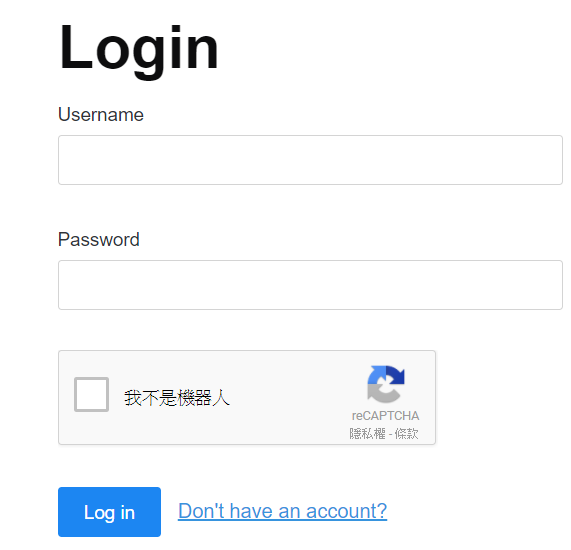 Login
Username
Password
我不是機器人
reCAPTCHA
隱私權 - 條款
Log in
Don't have an account?